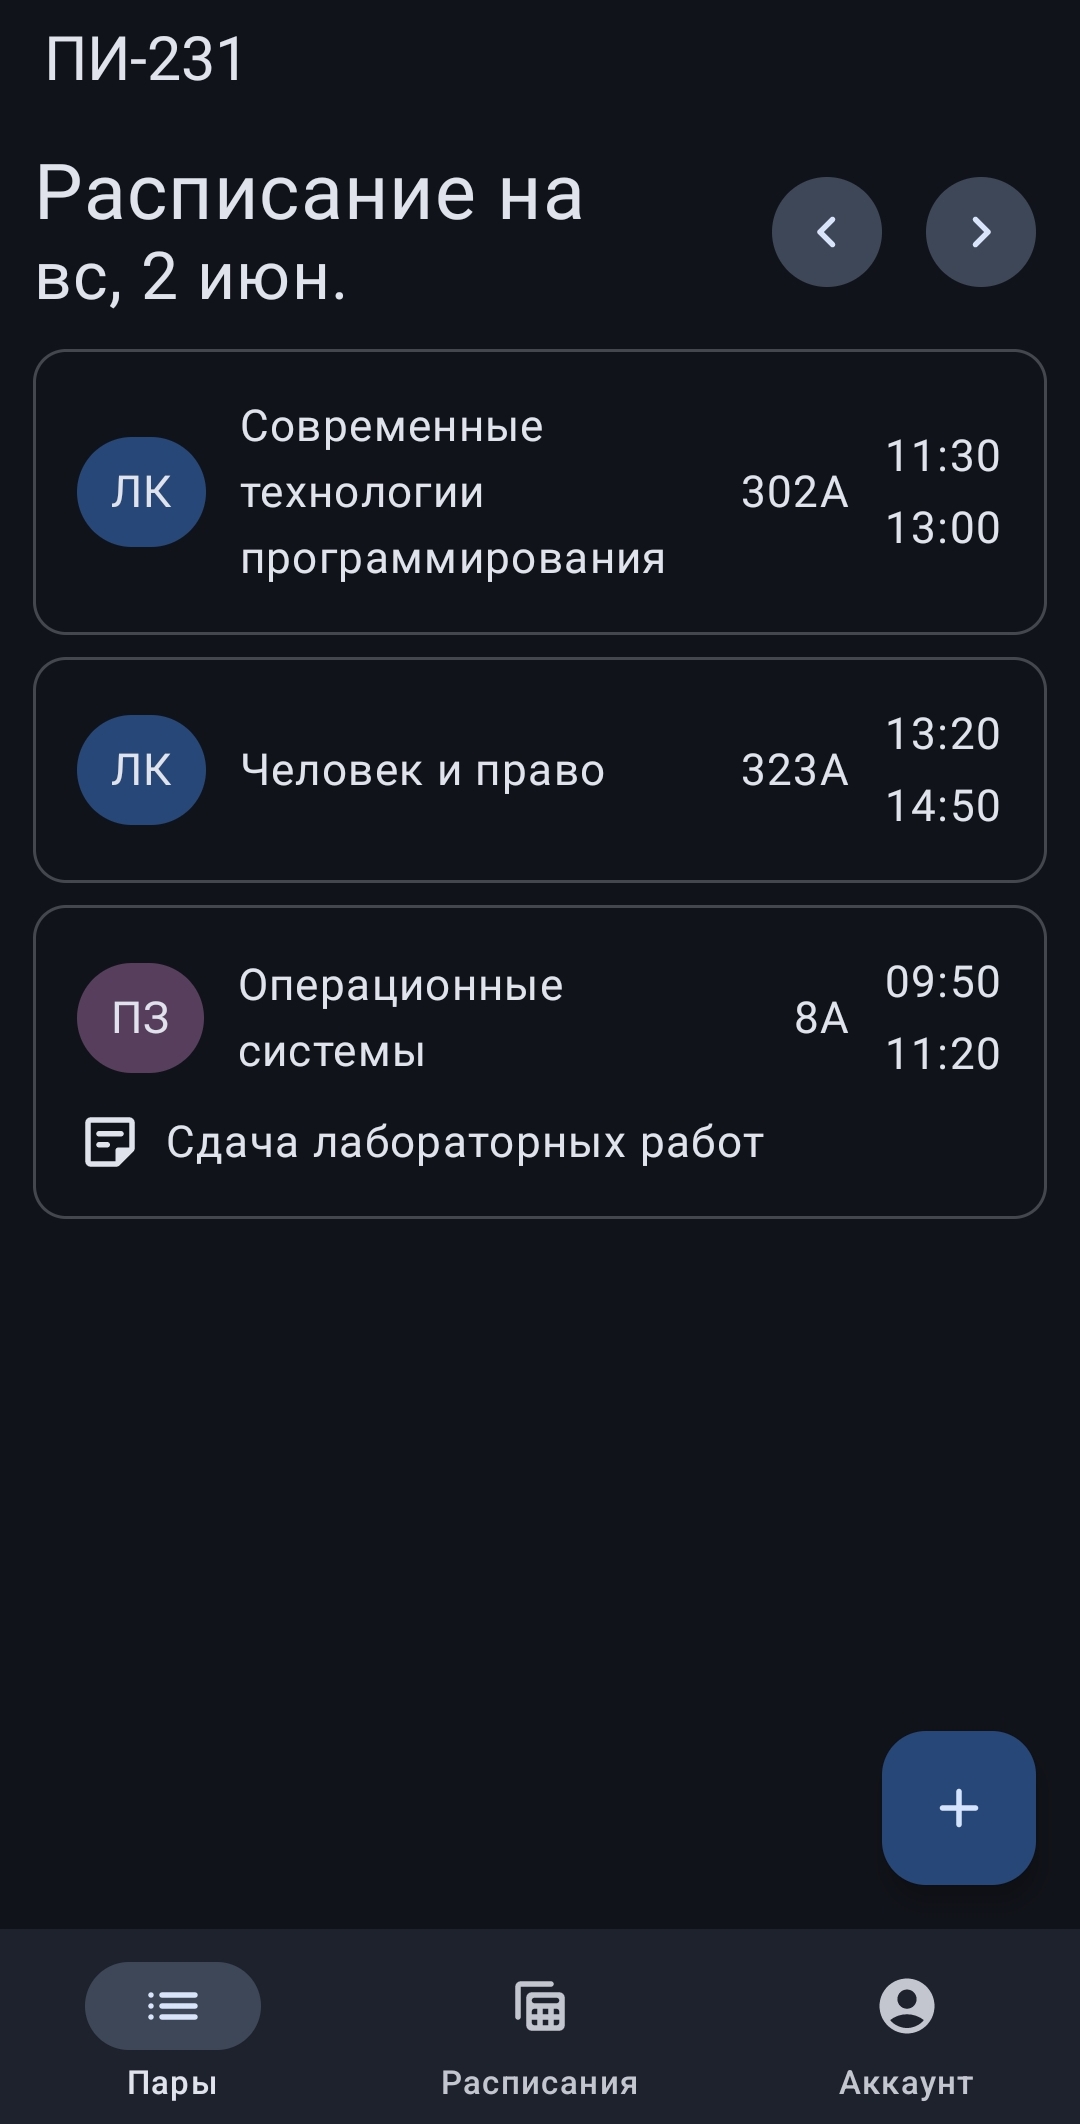 ПИ-231
Расписание на
вс, 2 июн.
ЛК
Современные
технологии
программирования
302А
11:30
13:00
ЛК
Человек и право
323А
13:20
14:50
ПЗ
Операционные
системы
8А
09:50
11:20
Сдача лабораторных работ
Пары
Расписания
Аккаунт